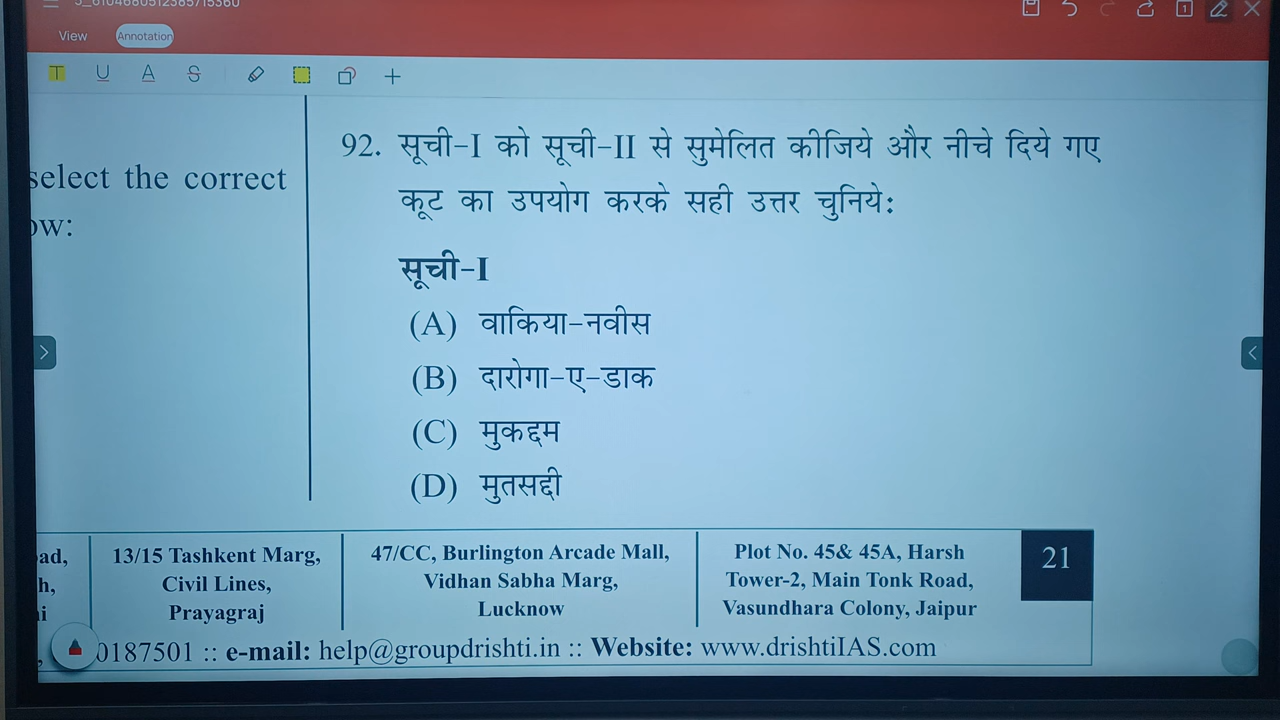 View
Annotation
T U A S
select the correct
ow:
92. सूची-I को सूची-II से सुमेलित कीजिये और नीचे दिये गए
कूट का उपयोग करके सही उत्तर चुनिये:
सूची-I
(A) वाकिया-नवीस
(B) दारोगा-ए-डाक
(C) मुकद्दम
(D) मुतसद्दी
13/15 Tashkent Marg,
Civil Lines,
Prayagraj
47/CC, Burlington Arcade Mall,
Vidhan Sabha Marg,
Lucknow
Plot No. 45& 45A, Harsh
Tower-2, Main Tonk Road,
Vasundhara Colony, Jaipur
21
0187501 :: e-mail: help@groupdrishti.in :: Website: www.drishtiIAS.com